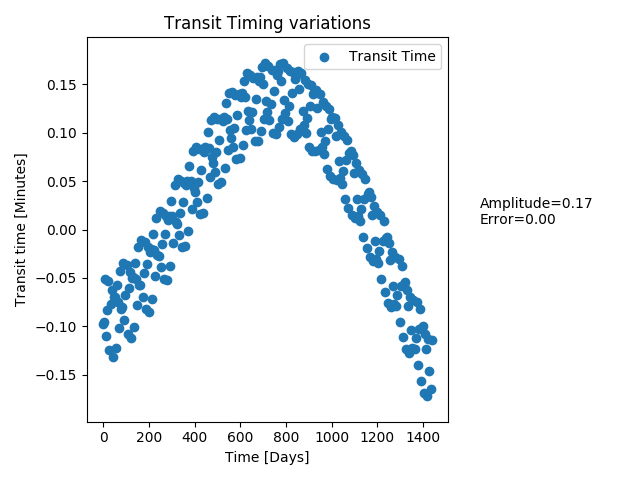 Transit Timing variations
Transit Time
Transit time [Minutes]
0.15
0.10
0.05
0.00
−0.05
−0.10
−0.15
Amplitude=0.17
Error=0.00
0 200 400 600 800 1000 1200 1400
Time [Days]